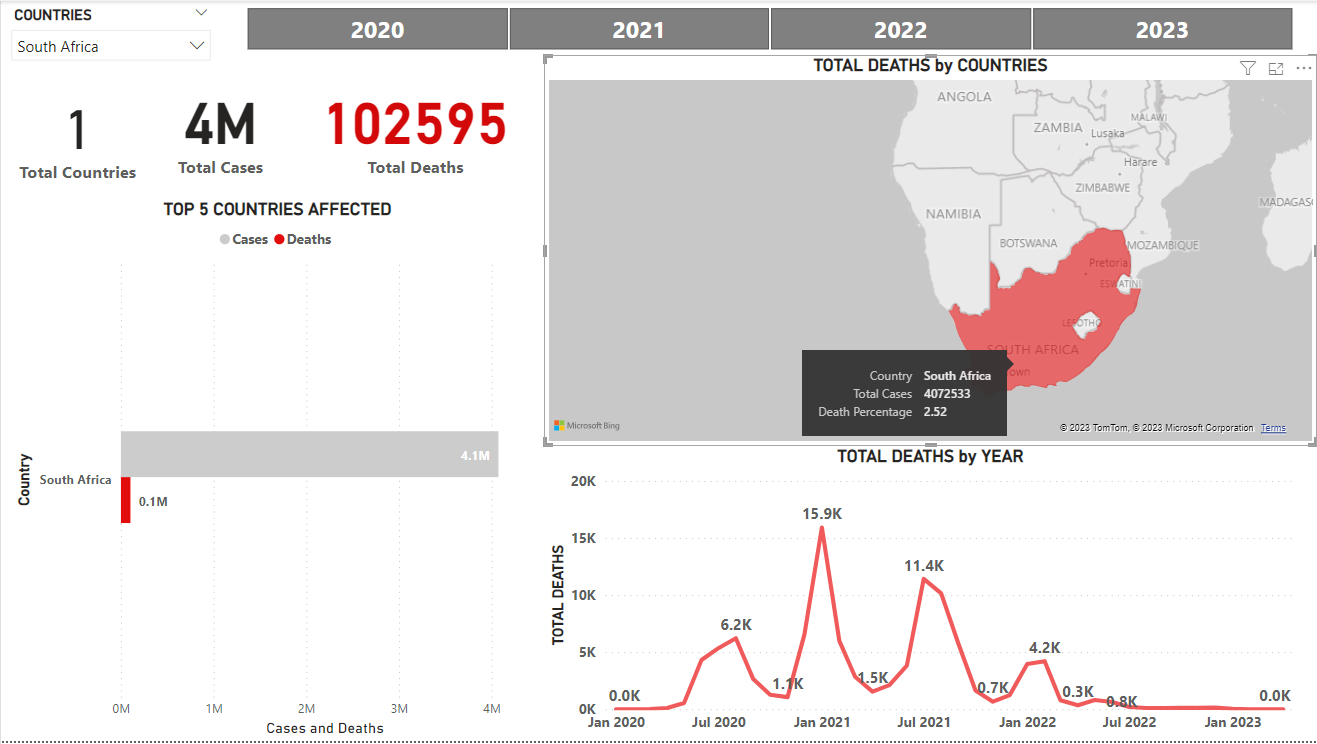 COUNTRIES
South Africa
2020
2021
2022
2023
1
Total Countries
4M
Total Cases
102595
Total Deaths
TOP 5 COUNTRIES AFFECTED
Cases
Deaths
Country
South Africa
4.1M
0.1M
0M
1M
2M
3M
4M
Cases and Deaths
TOTAL DEATHS by COUNTRIES
ANGOLA
ZAMBIA
MALAWI
Lusaka
Harare
ZIMBABWE
MADAGASC
NAMIBIA
BOTSWANA
MOZAMBIQUE
Pretoria
ESWATINI
LESOTHO
SOUTH AFRICA
own
Country South Africa
Total Cases 4072533
Death Percentage 2.52
Microsoft Bing
© 2023 TomTom, © 2023 Microsoft Corporation Terms
TOTAL DEATHS by YEAR
TOTAL DEATHS
20K
15K
10K
5K
0K
0.0K
6.2K
1.1K
15.9K
1.5K
11.4K
0.7K
4.2K
0.3K
0.8K
0.0K
Jan 2020
Jul 2020
Jan 2021
Jul 2021
Jan 2022
Jul 2022
Jan 2023